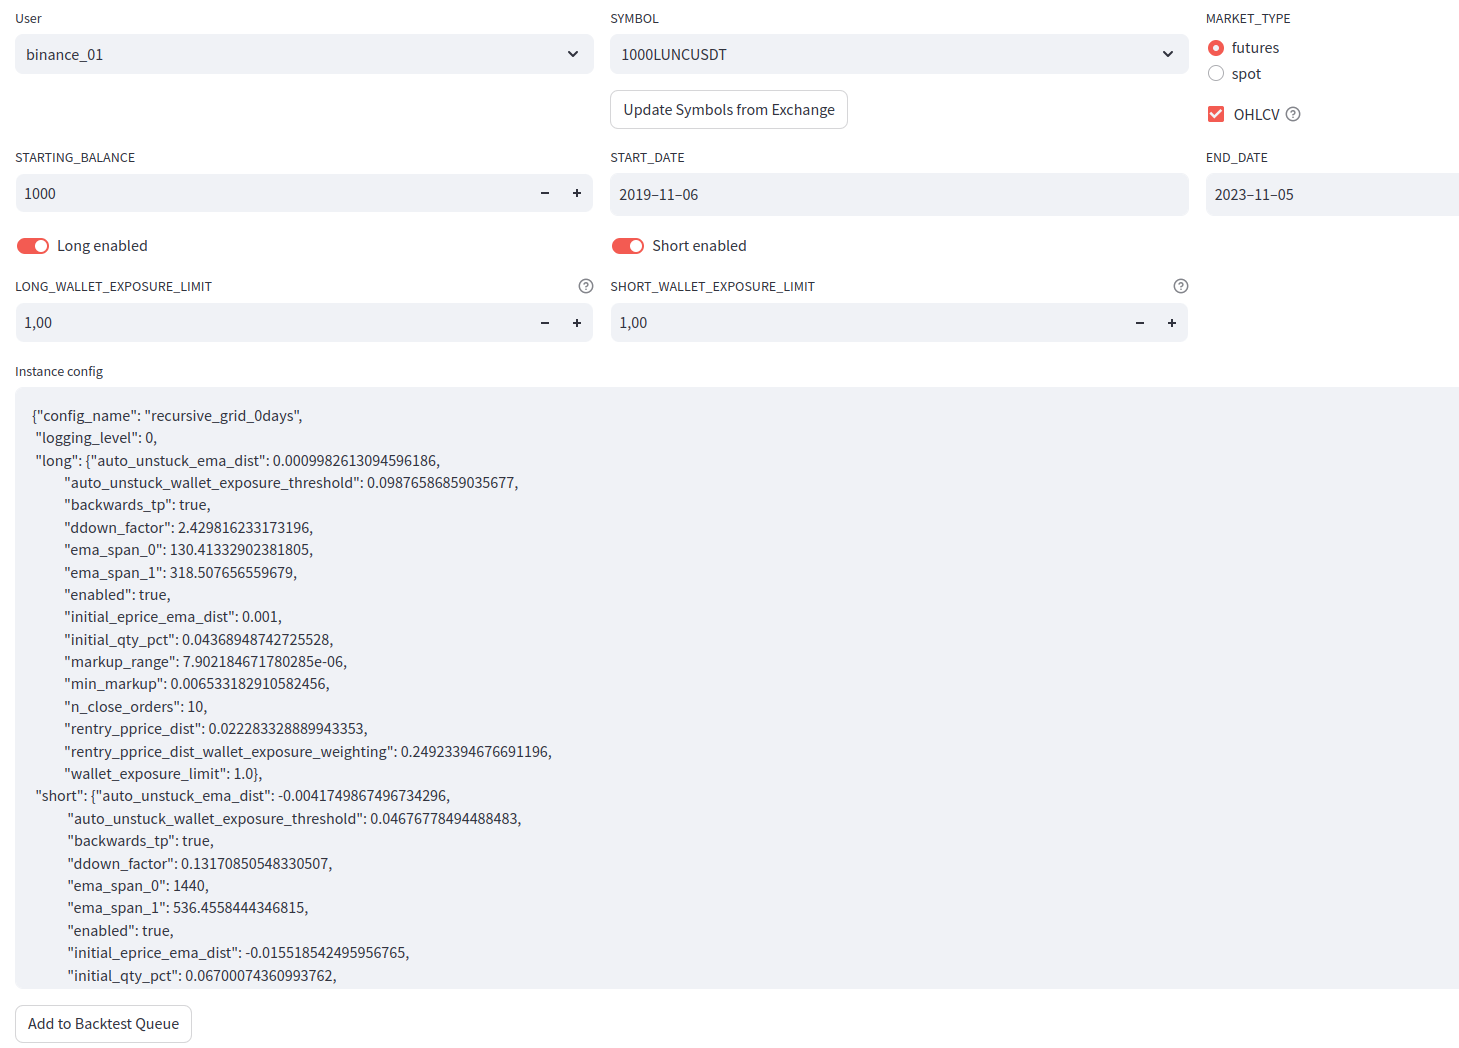 User
SYMBOL
MARKET_TYPE
binance_01
1000LUNCUSDT
futures
spot
Update Symbols from Exchange
OHLCV
STARTING_BALANCE
START_DATE
END_DATE
1000
2019–11–06
2023–11–05
Long enabled
Short enabled
LONG_WALLET_EXPOSURE_LIMIT
SHORT_WALLET_EXPOSURE_LIMIT
1,00
1,00
Instance config
{"config_name": "recursive_grid_0days",
"logging_level": 0,
"long": {"auto_unstuck_ema_dist": 0.0009982613094596186,
"auto_unstuck_wallet_exposure_threshold": 0.09876586859035677,
"backwards_tp": true,
"ddown_factor": 2.429816233173196,
"ema_span_0": 130.41332902381805,
"ema_span_1": 318.507656559679,
"enabled": true,
"initial_eprice_ema_dist": 0.001,
"initial_qty_pct": 0.04368948742725528,
"markup_range": 7.902184671780285e-06,
"min_markup": 0.006533182910582456,
"n_close_orders": 10,
"rentry_pprice_dist": 0.022283328889943353,
"rentry_pprice_dist_wallet_exposure_weighting": 0.24923394676691196,
"wallet_exposure_limit": 1.0},
"short": {"auto_unstuck_ema_dist": -0.0041749867496734296,
"auto_unstuck_wallet_exposure_threshold": 0.04676778494488483,
"backwards_tp": true,
"ddown_factor": 0.13170850548330507,
"ema_span_0": 1440,
"ema_span_1": 536.4558444346815,
"enabled": true,
"initial_eprice_ema_dist": -0.015518542495956765,
"initial_qty_pct": 0.06700074360993762,
Add to Backtest Queue